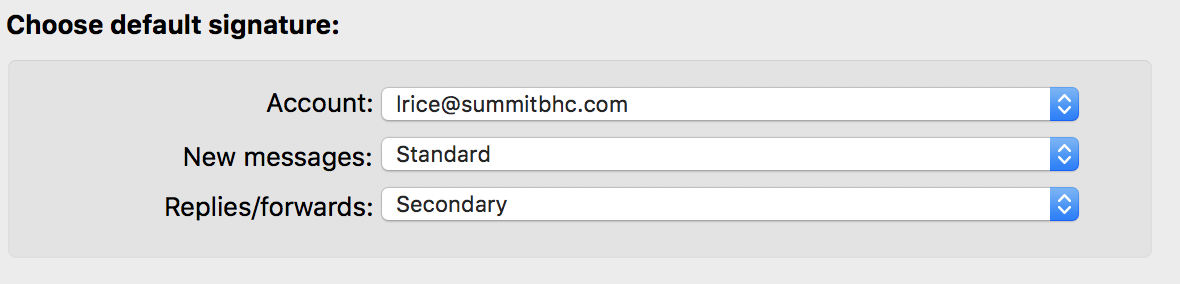 Choose default signature:
Account: lrice@summitbhc.com
New messages: Standard
Replies/forwards: Secondary